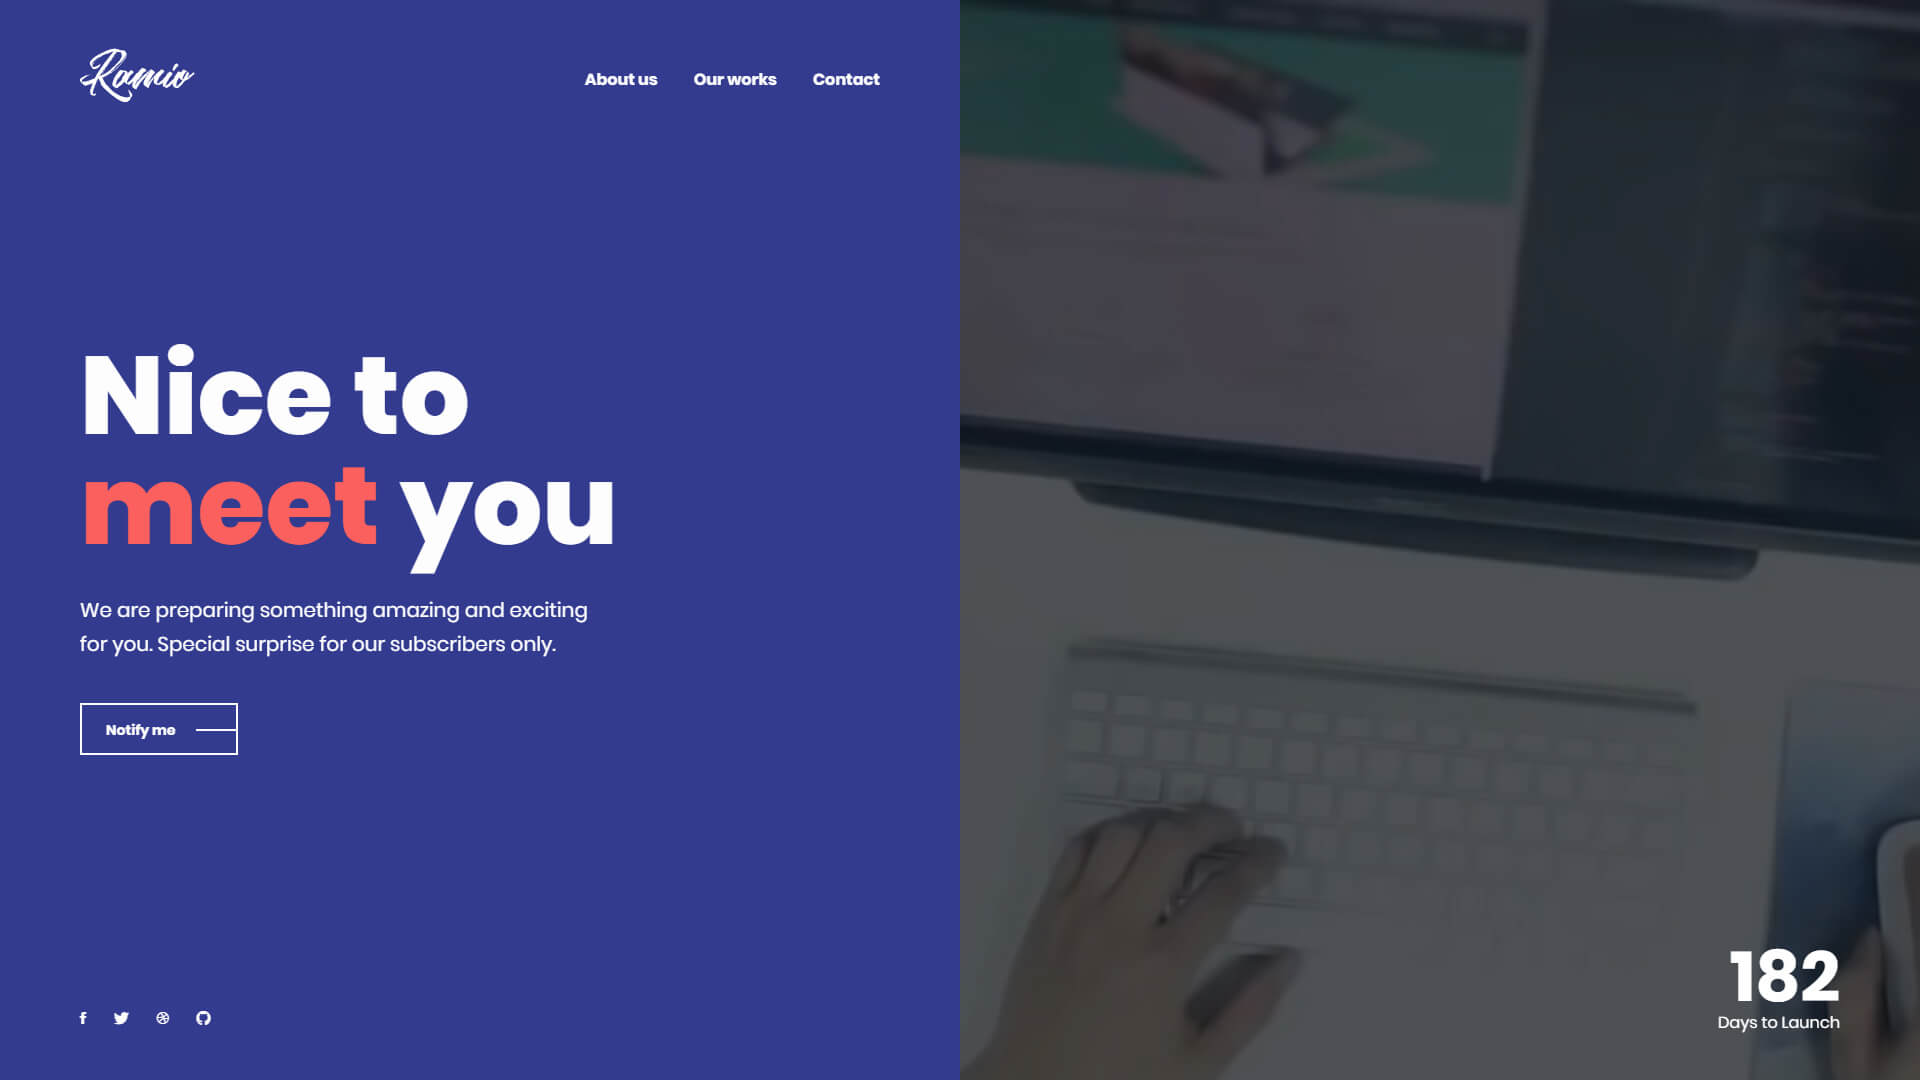 Ramio
About us
Our works
Contact
Nice to
meet you
We are preparing something amazing and exciting
for you. Special surprise for our subscribers only.
Notify me
182
Days to Launch